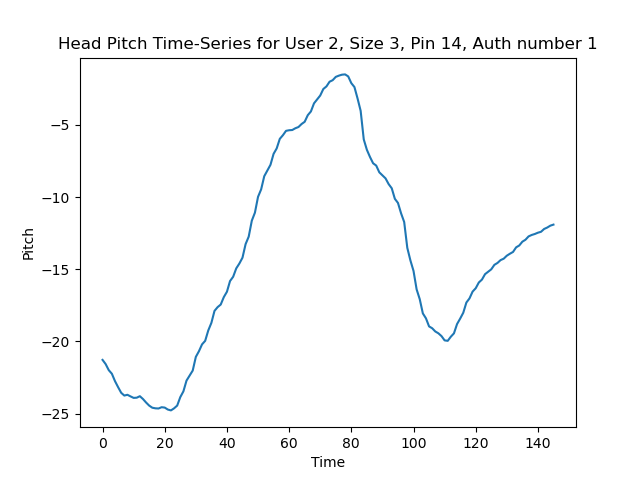 Head Pitch Time-Series for User 2, Size 3, Pin 14, Auth number 1
Pitch
−5
−10
−15
−20
−25
0 20 40 60 80 100 120 140
Time